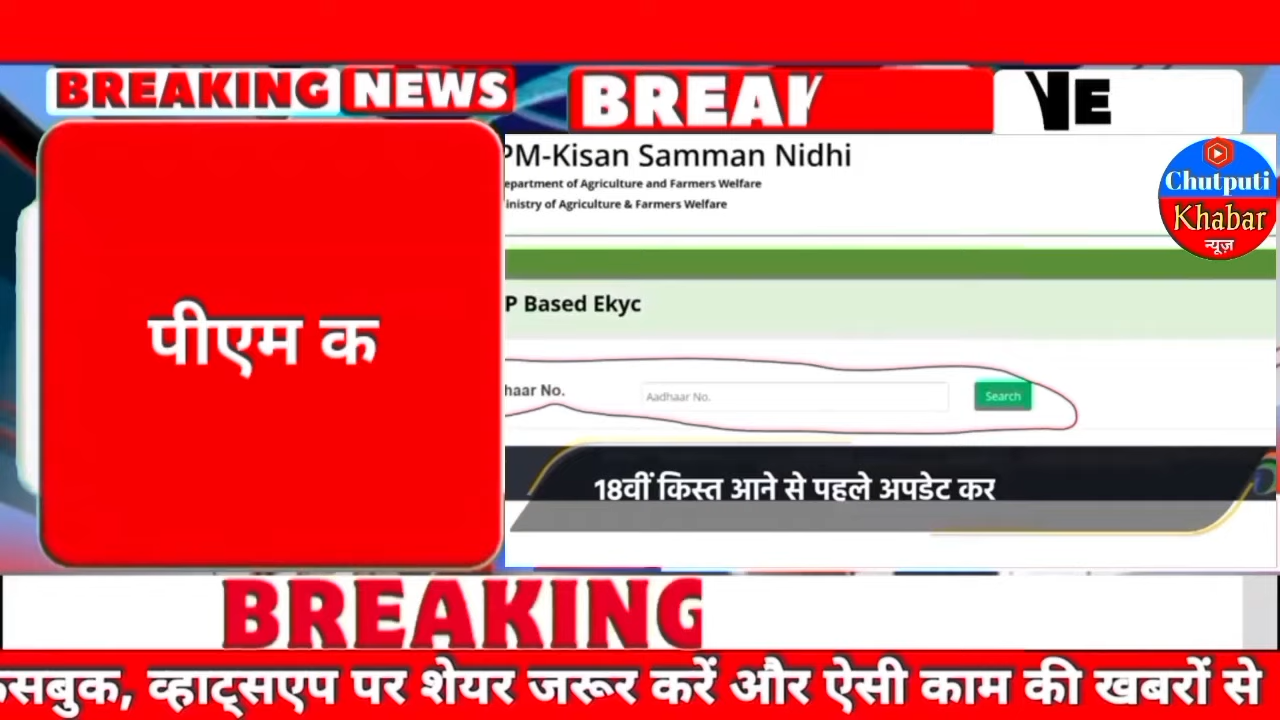 BREAKING NEWS
BREAK
NE
PM-Kisan Samman Nidhi
epartment of Agriculture and Farmers Welfare
inistry of Agriculture & Farmers Welfare
Chutputi
Khabar
न्यूज़
P Based Ekyc
haar No.
Aadhaar No.
Search
पीएम क
18वीं किस्त आने से पहले अपडेट कर
BREAKING
सबुक, व्हाट्सएप पर शेयर जरूर करें और ऐसी काम की खबरों से